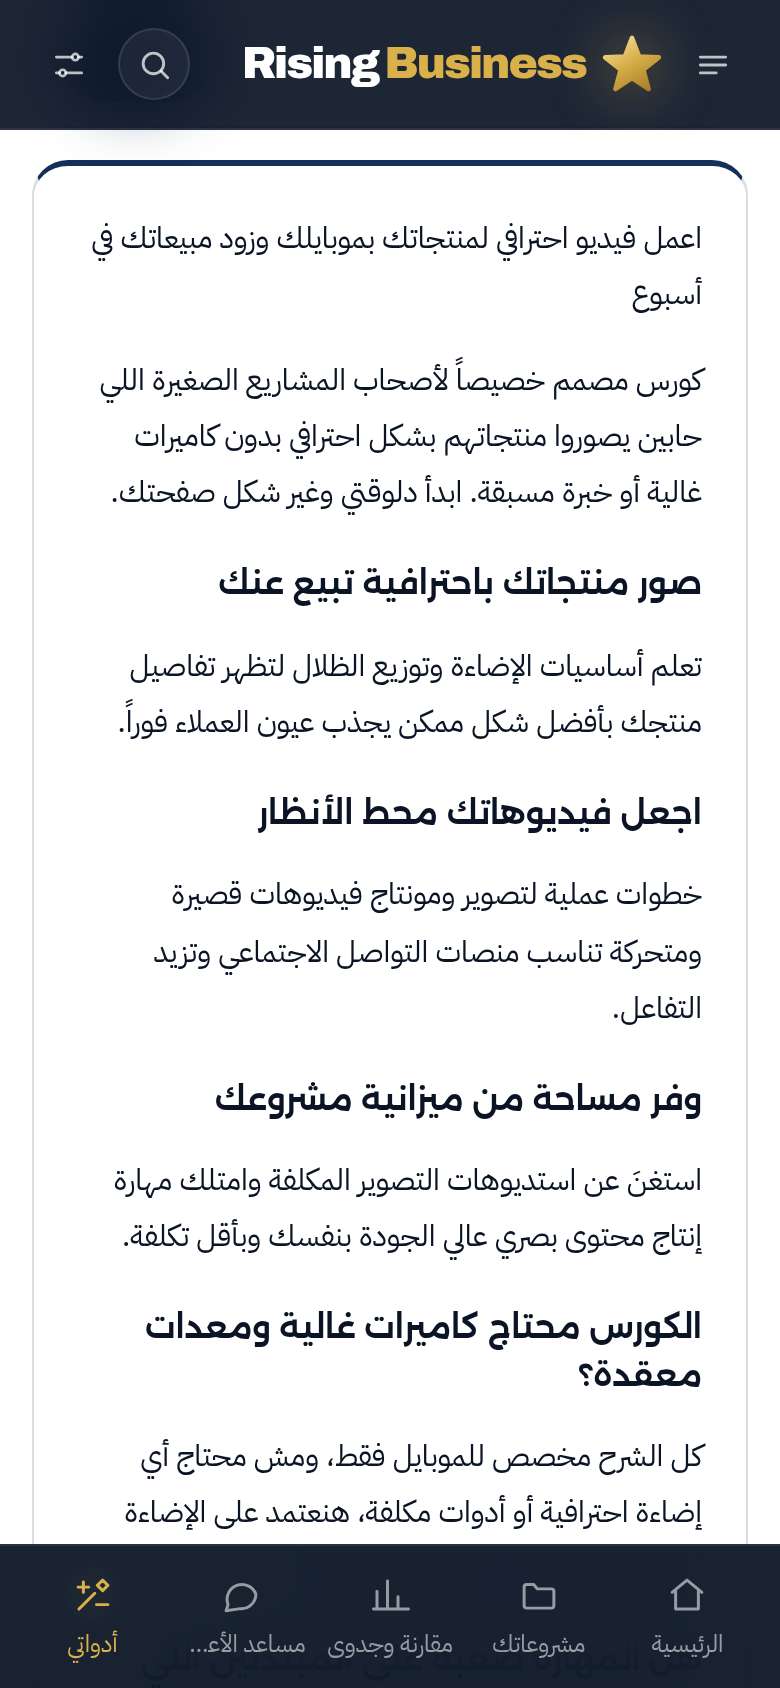 Rising Business
اعمل فيديو احترافي لمنتجاتك بموبايلك وزود مبيعاتك في
أسبوع
كورس مصمم خصيصاً لأصحاب المشاريع الصغيرة اللي
حابين يصوروا منتجاتهم بشكل احترافي بدون كاميرات
غالية أو خبرة مسبقة. ابدأ دلوقتي وغير شكل صفحتك.
صور منتجاتك باحترافية تبيع عنك
تعلم أساسيات الإضاءة وتوزيع الظلال لتظهر تفاصيل
منتجك بأفضل شكل ممكن يجذب عيون العملاء فوراً.
اجعل فيديوهاتك محط الأنظار
خطوات عملية لتصوير ومونتاج فيديوهات قصيرة
ومتحركة تناسب منصات التواصل الاجتماعي وتزيد
التفاعل.
وفر مساحة من ميزانية مشروعك
استغنَ عن استديوهات التصوير المكلفة وامتلك مهارة
إنتاج محتوى بصري عالي الجودة بنفسك وبأقل تكلفة.
الكورس محتاج كاميرات غالية ومعدات
معقدة؟
كل الشرح مخصص للموبايل فقط، ومش محتاج أي
إضاءة احترافية أو أدوات مكلفة، هنعتمد على الإضاءة
الرئيسية
مشروعاتك
مقارنة وجدوى
مساعد الأعـ...
أدواتي